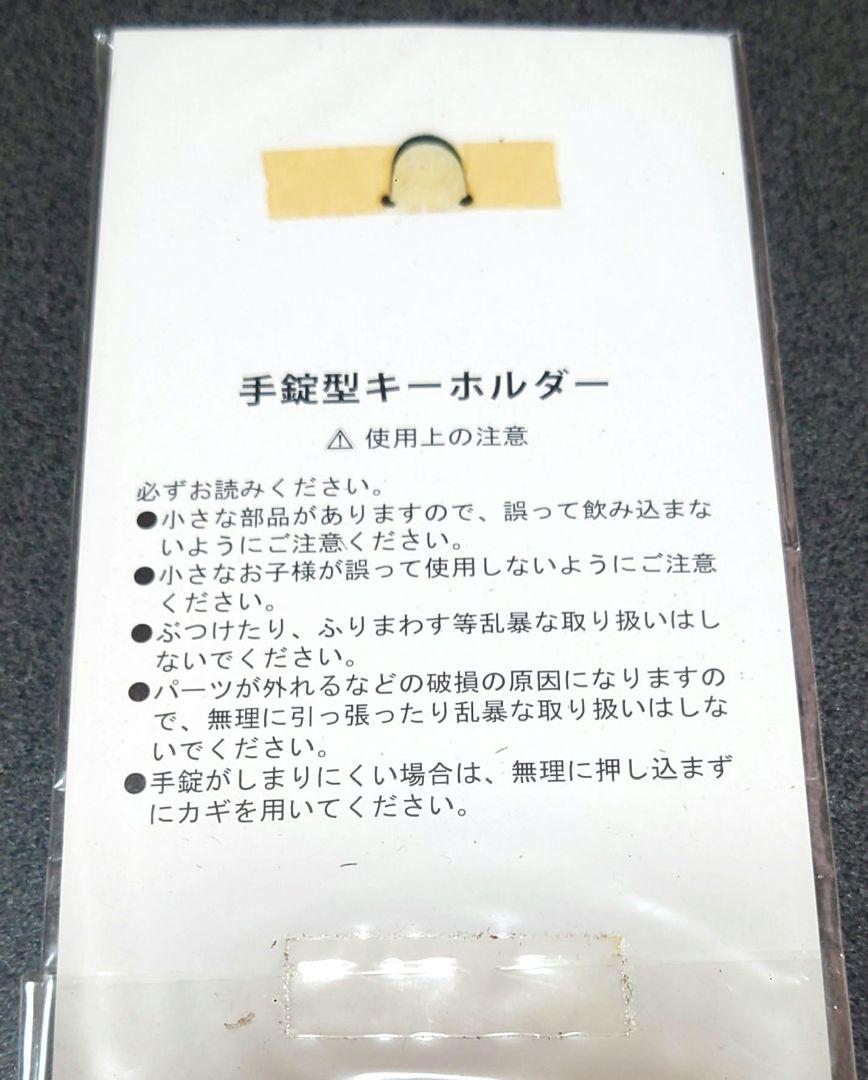 手錠型キーホルダー
⚠ 使用上の注意
必ずお読みください。
●小さな部品がありますので、誤って飲み込まな
いようにご注意ください。
●小さなお子様が誤って使用しないようにご注意
ください。
●ぶつけたり、ふりまわす等乱暴な取り扱いはし
ないでください。
●パーツが外れるなどの破損の原因になりますの
で、無理に引っ張ったり乱暴な取り扱いはしな
いでください。
●手錠がしまりにくい場合は、無理に押し込まず
にカギを用いてください。